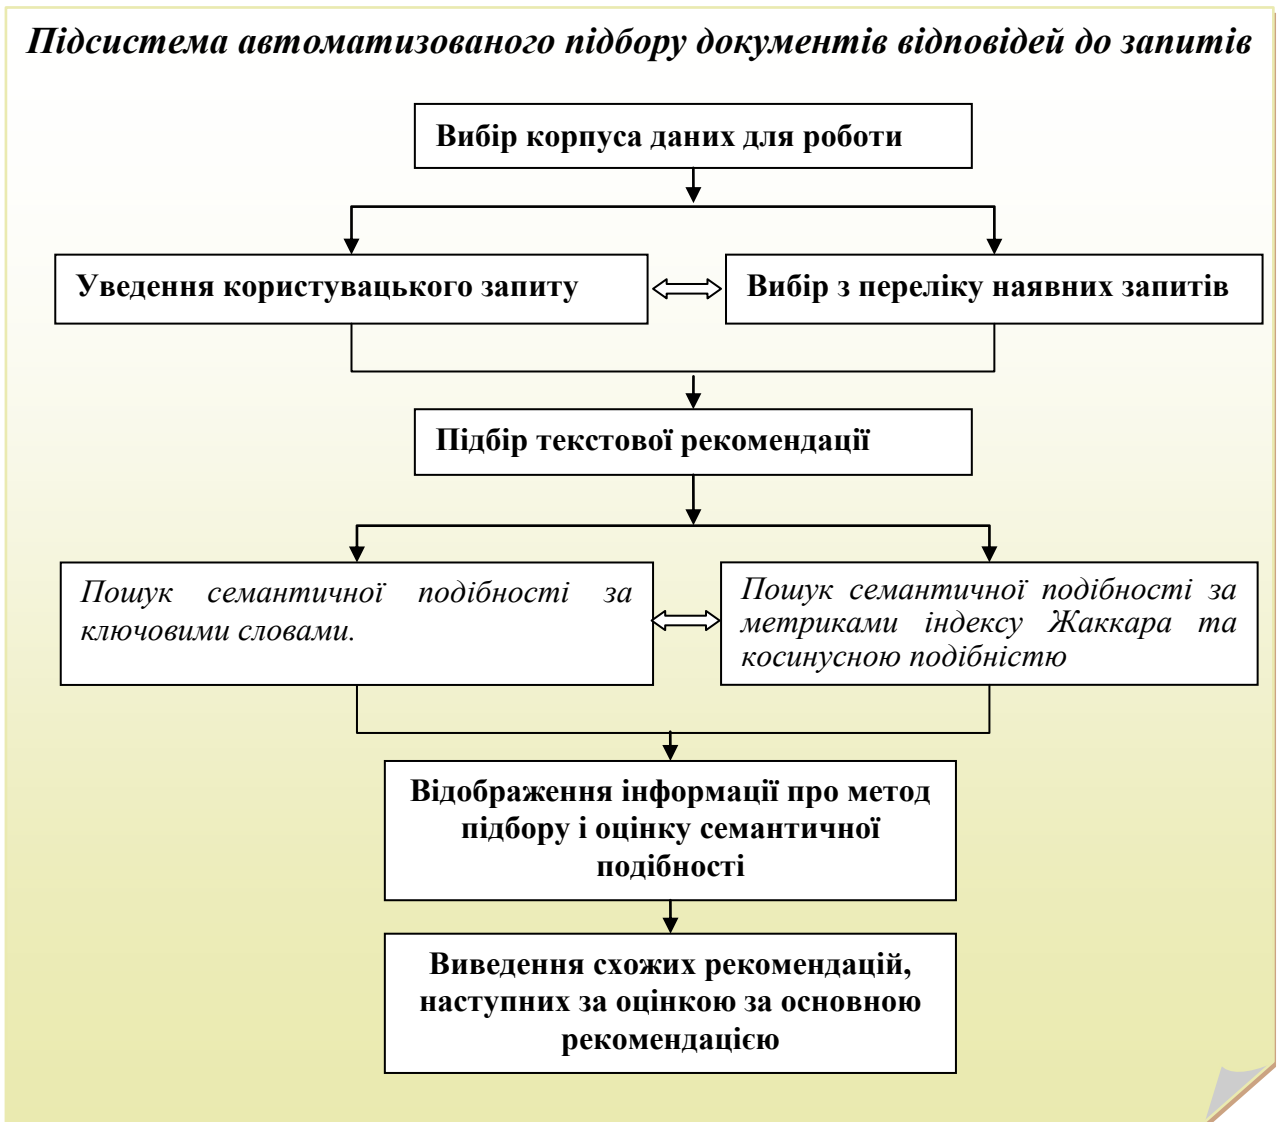 Підсистема автоматизованого підбору документів відповідей до запитів
Вибір корпуса даних для роботи
Уведення користувацького запиту
Вибір з переліку наявних запитів
Підбір текстової рекомендації
Пошук семантичної подібності за
ключовими словами.
Пошук семантичної подібності за
метриками індексу Жаккара та
косинусною подібністю
Відображення інформації про метод
підбору і оцінку семантичної
подібності
Виведення схожих рекомендацій,
наступних за оцінкою за основною
рекомендацією